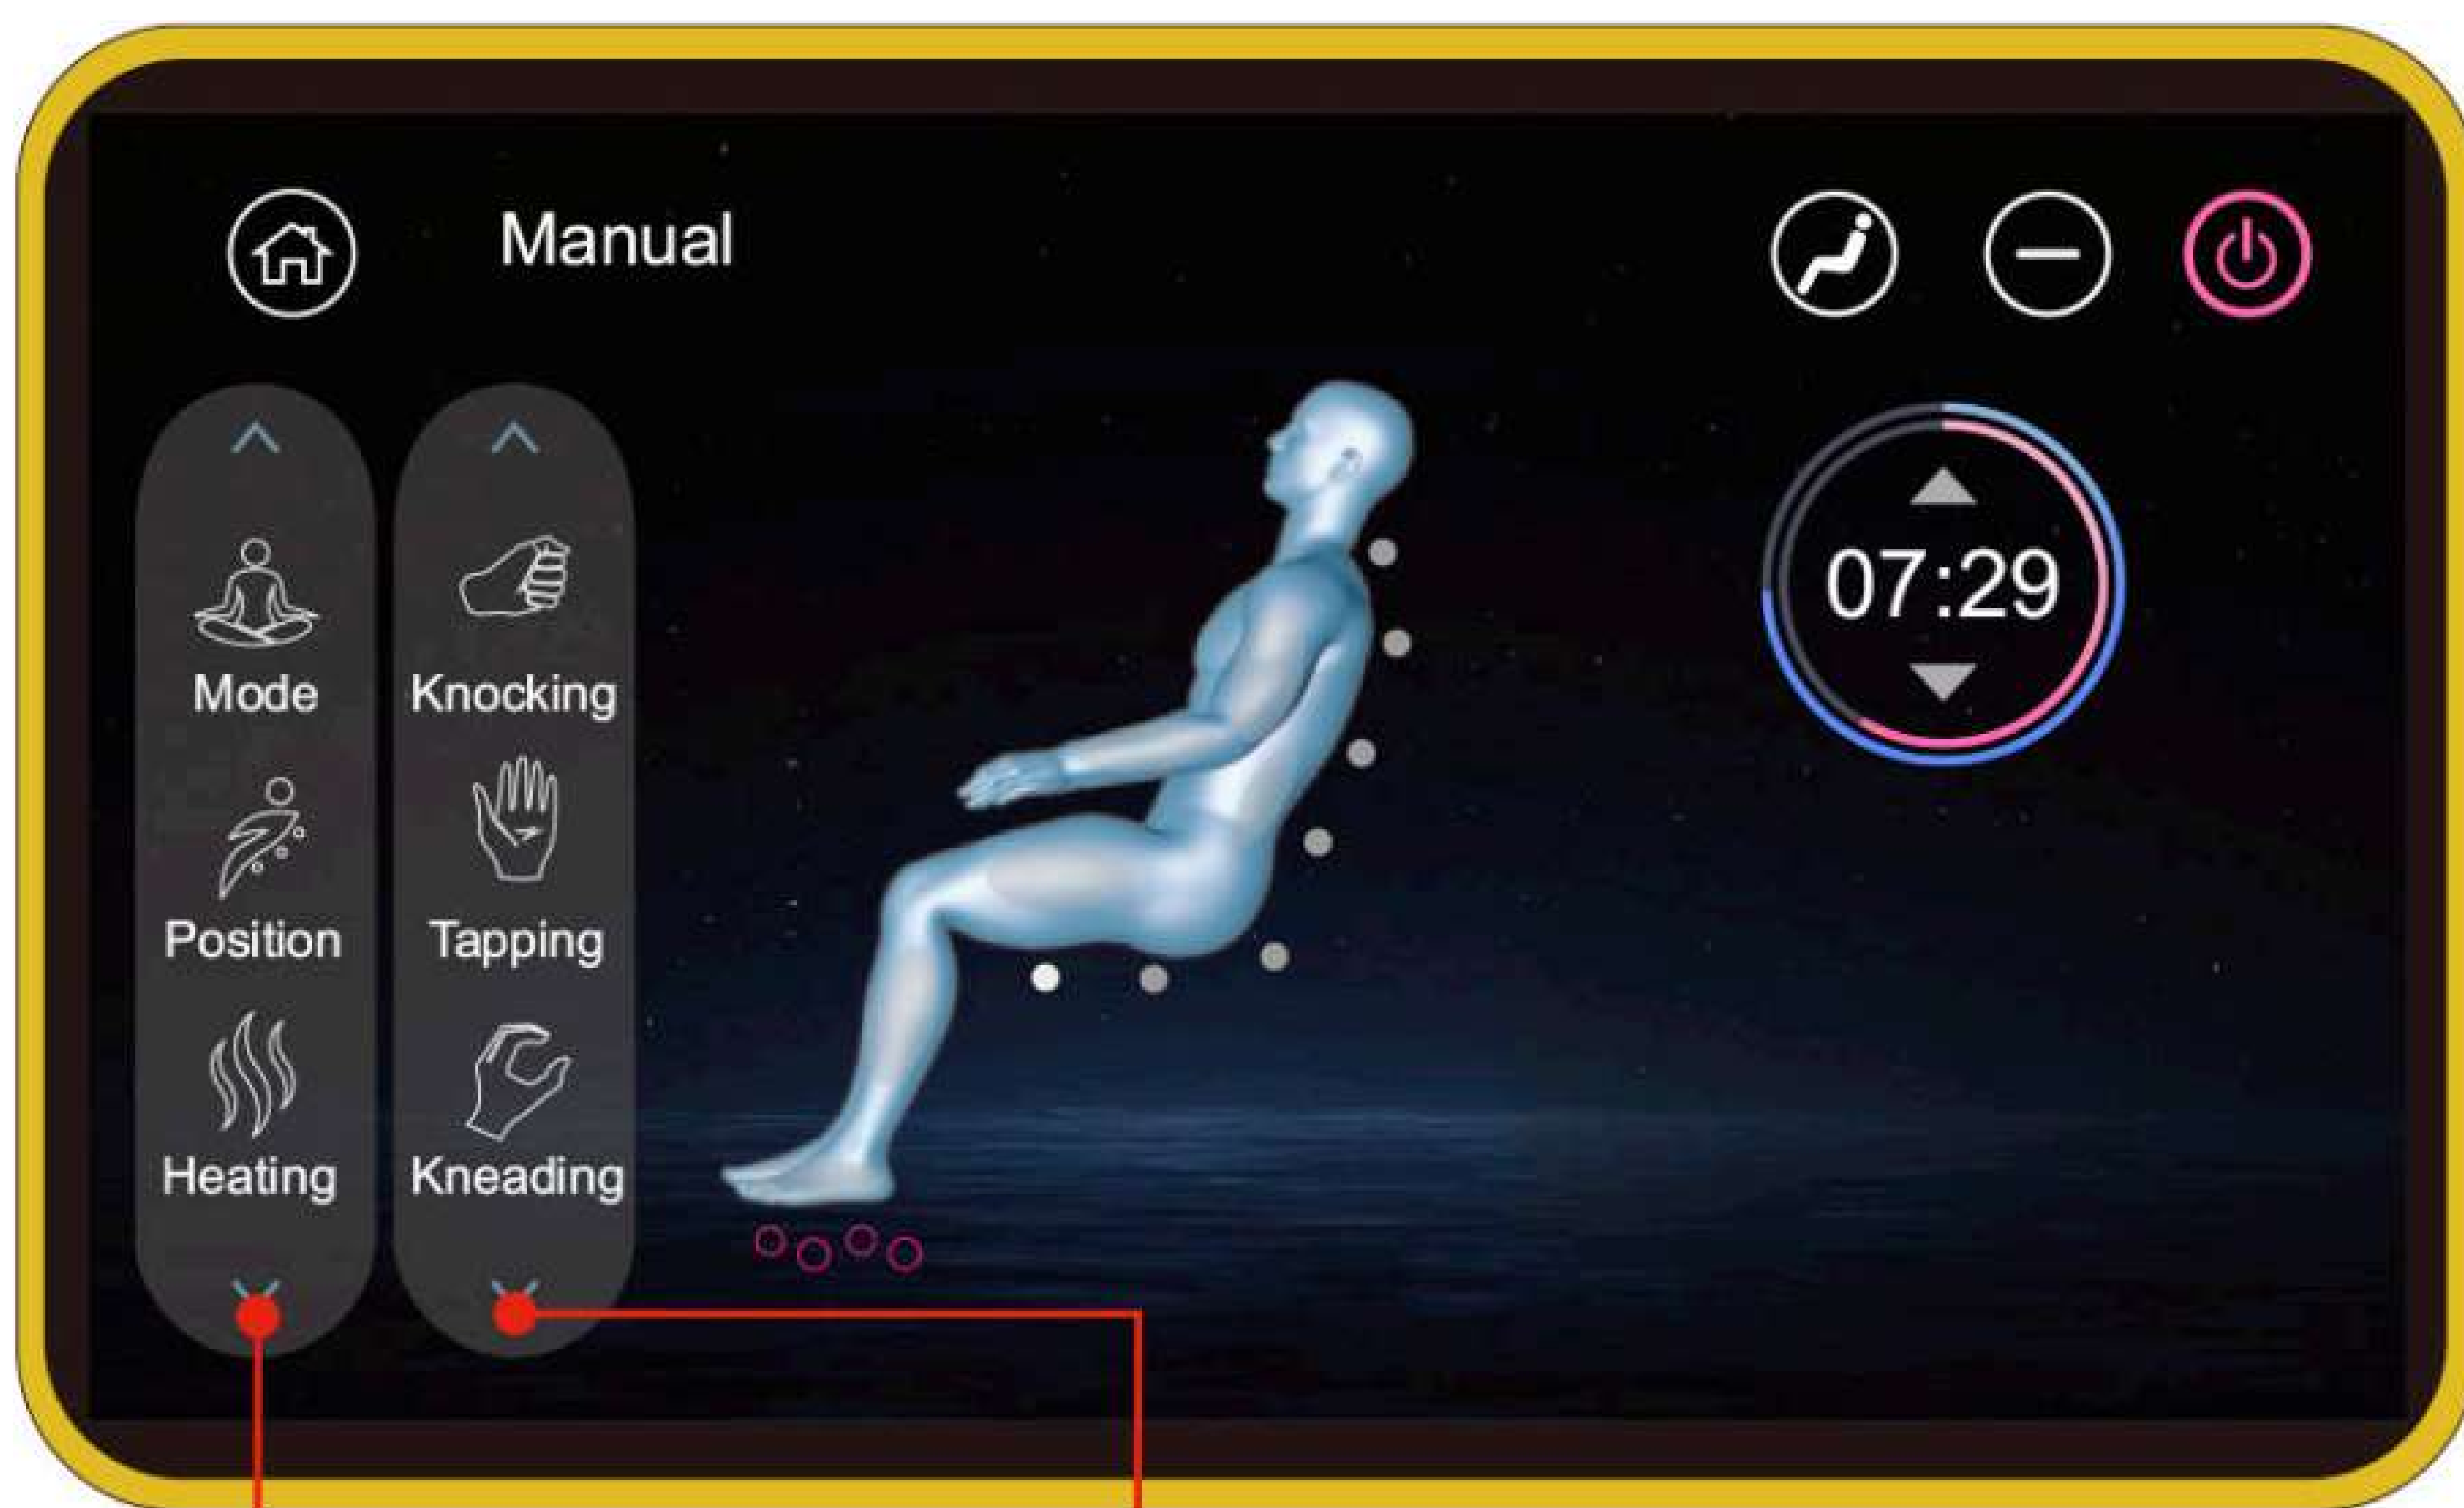 Manual
07:29
Mode
Position
Heating
Knocking
Tapping
Kneading